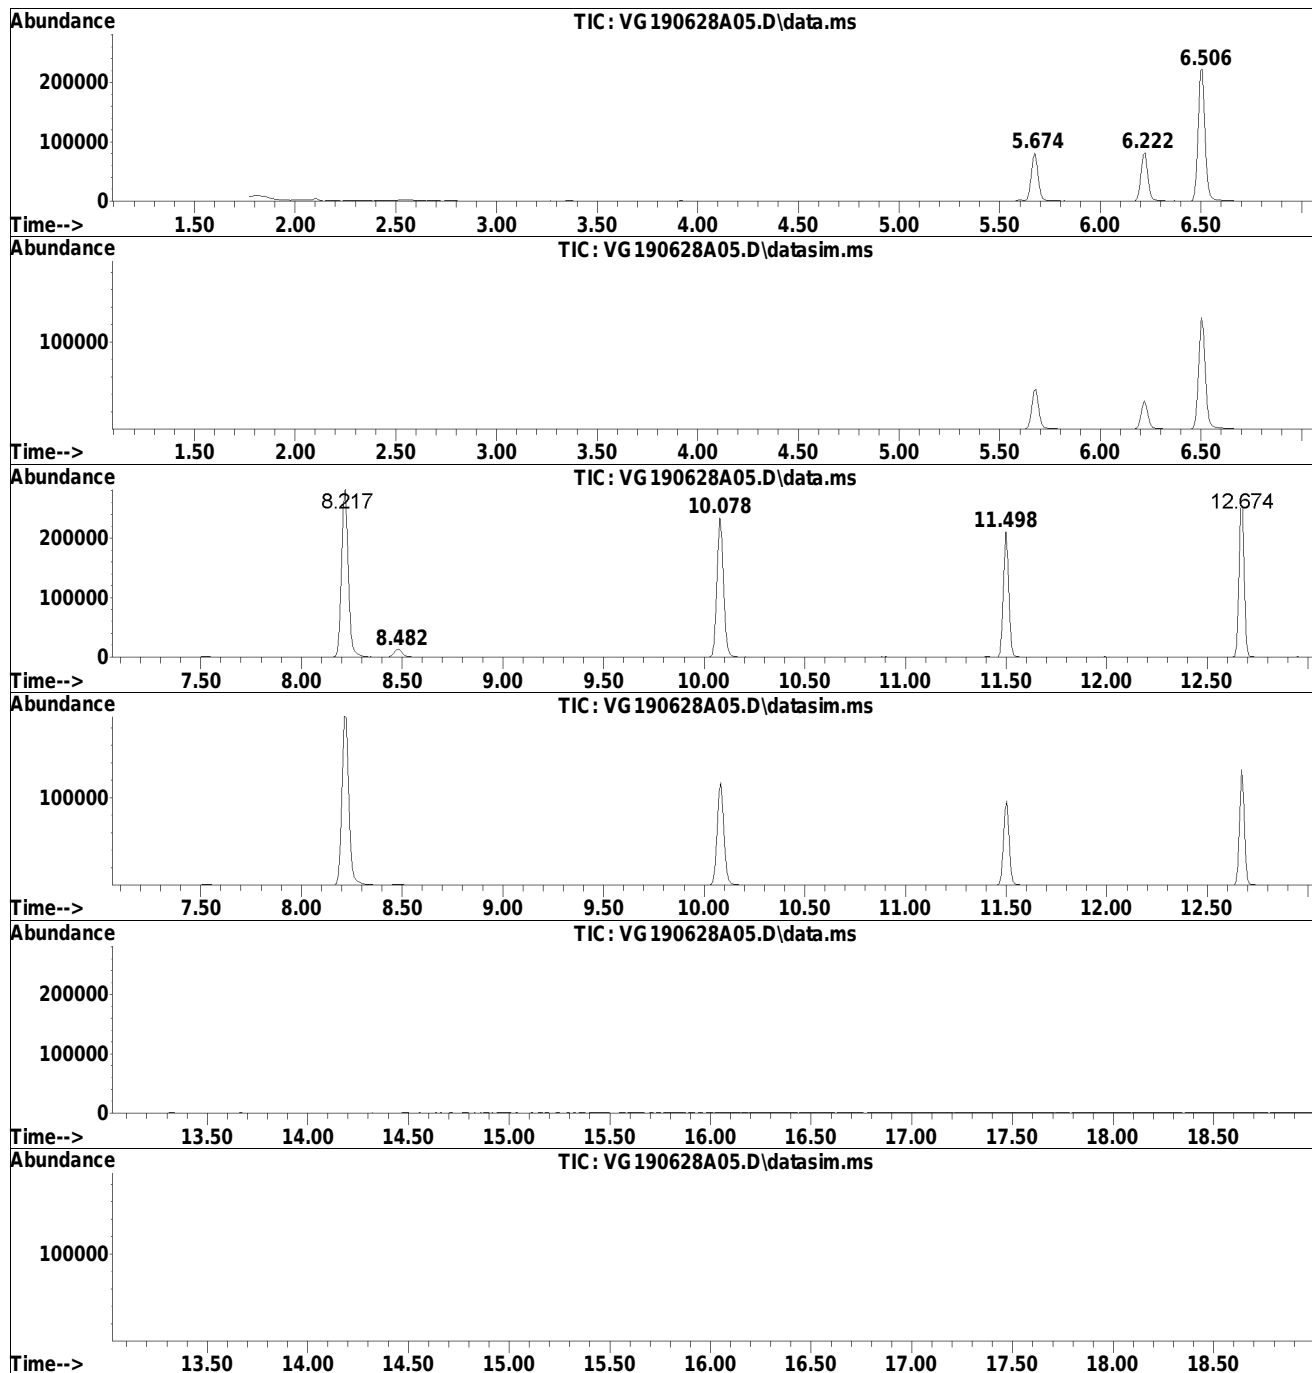 Abundance TIC: VG190628A05.D\data.ms
6.506
200000
5.674 6.222
100000
0
Time--> 1.50 2.00 2.50 3.00 3.50 4.00 4.50 5.00 5.50 6.00 6.50
Abundance TIC: VG190628A05.D\datasim.ms
100000
Time--> 1.50 2.00 2.50 3.00 3.50 4.00 4.50 5.00 5.50 6.00 6.50
Abundance TIC: VG190628A05.D\data.ms
8.217 10.078 11.498 12.674
200000
100000
8.482
0
Time--> 7.50 8.00 8.50 9.00 9.50 10.00 10.50 11.00 11.50 12.00 12.50
Abundance TIC: VG190628A05.D\datasim.ms
100000
Time--> 7.50 8.00 8.50 9.00 9.50 10.00 10.50 11.00 11.50 12.00 12.50
Abundance TIC: VG190628A05.D\data.ms
200000
100000
0
Time--> 13.50 14.00 14.50 15.00 15.50 16.00 16.50 17.00 17.50 18.00 18.50
Abundance TIC: VG190628A05.D\datasim.ms
100000
Time--> 13.50 14.00 14.50 15.00 15.50 16.00 16.50 17.00 17.50 18.00 18.50